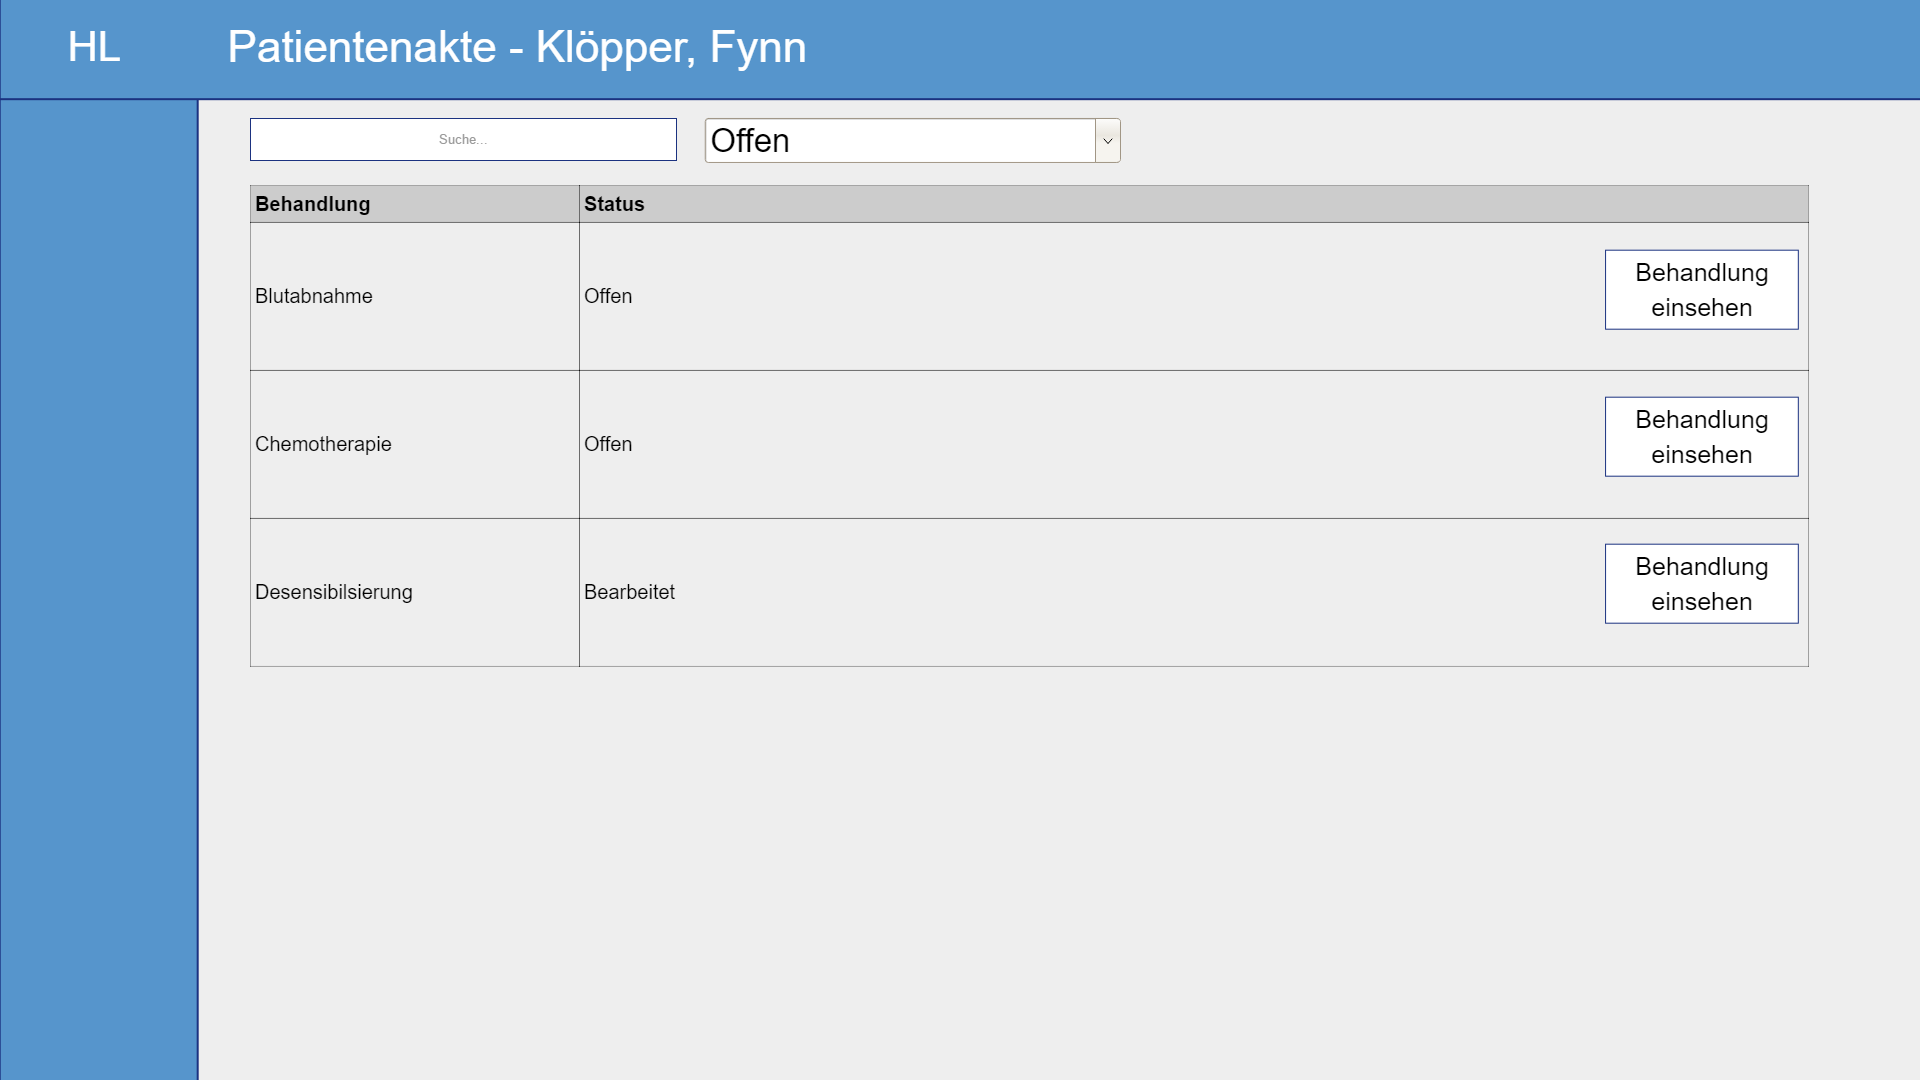 HL
Patientenakte - Klöpper, Fynn
Suche...
Offen
Behandlung Status
Blutabnahme Offen
Behandlung
einsehen
Chemotherapie Offen
Behandlung
einsehen
Desensibilsierung Bearbeitet
Behandlung
einsehen